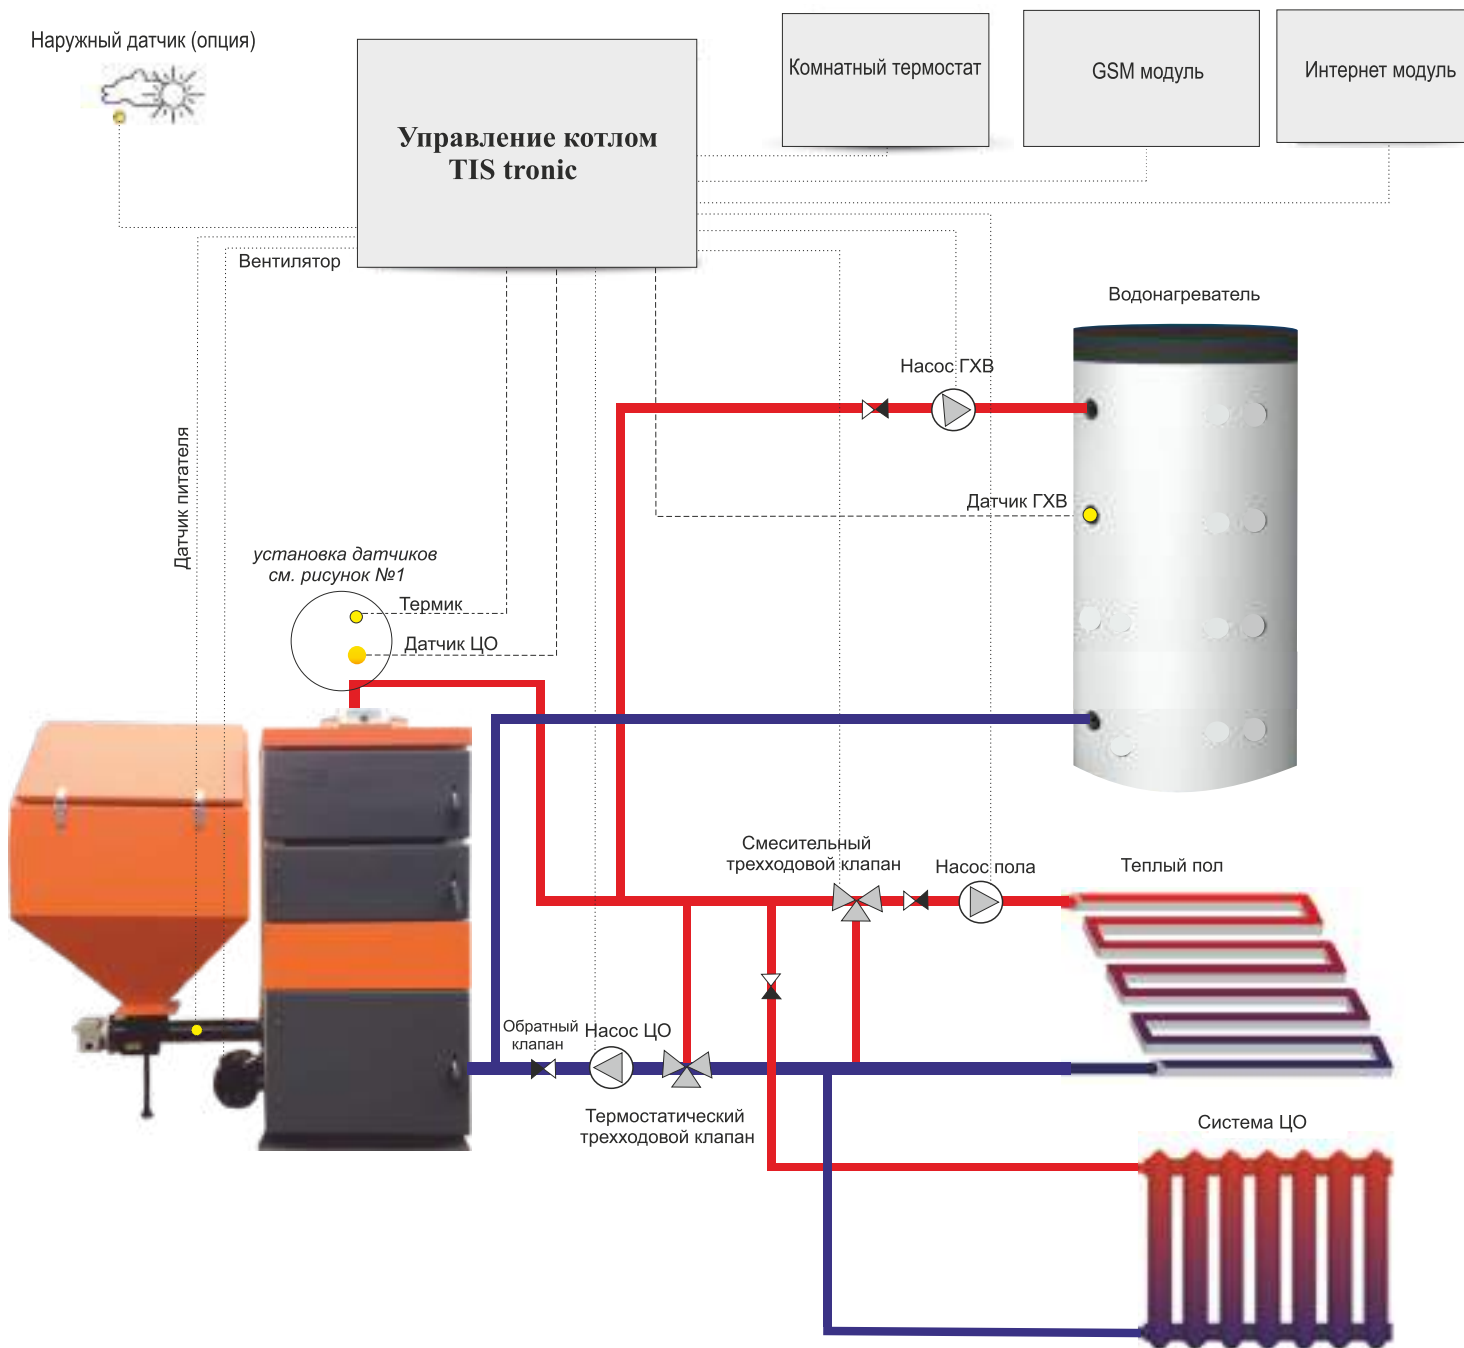 Наружный датчик (опция)
Управление котлом
TIS tronic
Комнатный термостат
GSM модуль
Интернет модуль
Вентилятор
Датчик питателя
Водонагреватель
Насос ГХВ
Датчик ГХВ
установка датчиков
см. рисунок №1
Термик
Датчик ЦО
Смесительный
трехходовой клапан
Насос пола
Теплый пол
Обратный
клапан
Насос ЦО
Термостатический
трехходовой клапан
Система ЦО